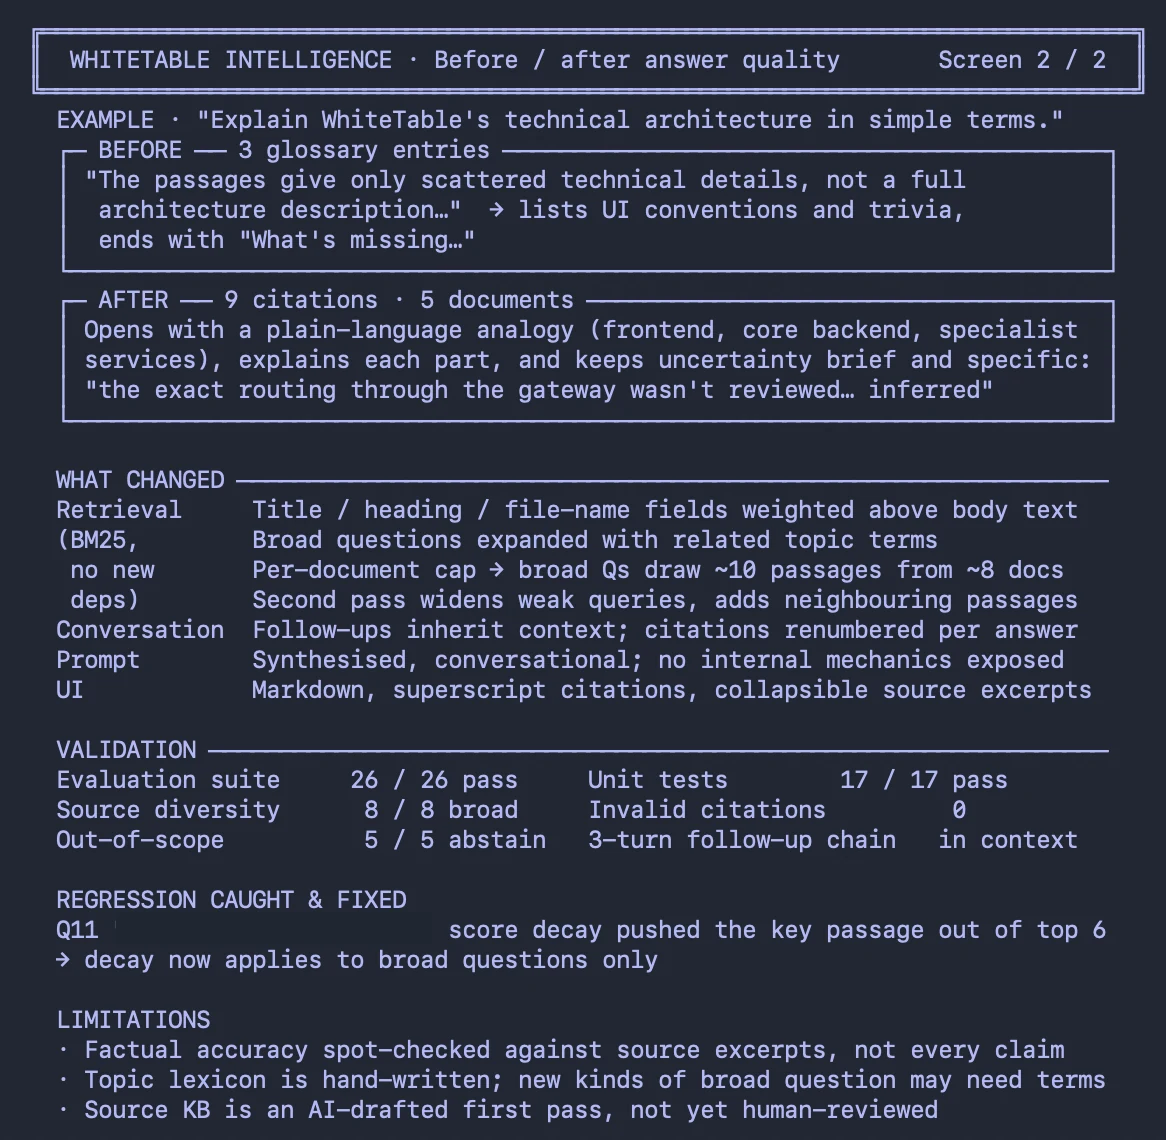 WHITETABLE INTELLIGENCE · Before / after answer quality Screen 2 / 2
EXAMPLE · "Explain WhiteTable's technical architecture in simple terms."
BEFORE —— 3 glossary entries
"The passages give only scattered technical details, not a full
architecture description…" → lists UI conventions and trivia,
ends with "What's missing…"
AFTER —— 9 citations · 5 documents
Opens with a plain-language analogy (frontend, core backend, specialist
services), explains each part, and keeps uncertainty brief and specific:
"the exact routing through the gateway wasn't reviewed… inferred"
WHAT CHANGED
Retrieval Title / heading / file-name fields weighted above body text
(BM25, Broad questions expanded with related topic terms
no new Per-document cap → broad Qs draw ~10 passages from ~8 docs
deps) Second pass widens weak queries, adds neighbouring passages
Conversation Follow-ups inherit context; citations renumbered per answer
Prompt Synthesised, conversational; no internal mechanics exposed
UI Markdown, superscript citations, collapsible source excerpts
VALIDATION
Evaluation suite 26 / 26 pass Unit tests 17 / 17 pass
Source diversity 8 / 8 broad Invalid citations 0
Out-of-scope 5 / 5 abstain 3-turn follow-up chain in context
REGRESSION CAUGHT & FIXED
Q11 score decay pushed the key passage out of top 6
→ decay now applies to broad questions only
LIMITATIONS
· Factual accuracy spot-checked against source excerpts, not every claim
· Topic lexicon is hand-written; new kinds of broad question may need terms
· Source KB is an AI-drafted first pass, not yet human-reviewed